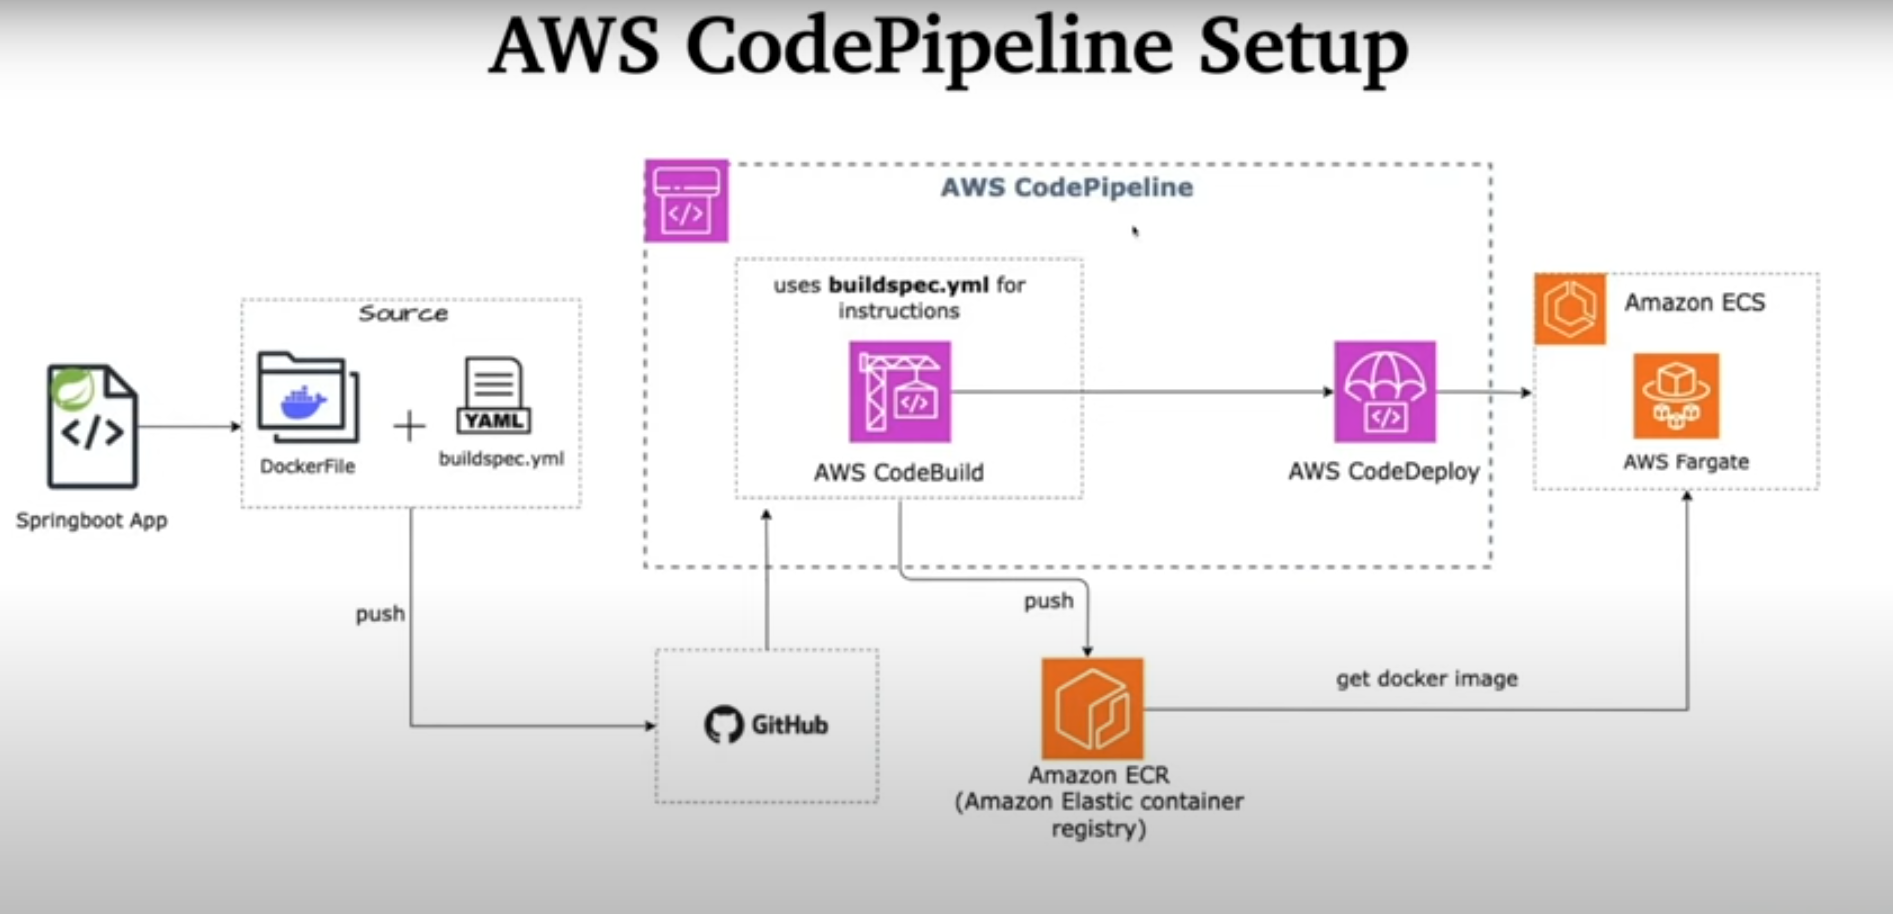 AWS CodePipeline Setup
AWS CodePipeline
uses buildspec.yml for
instructions
AWS CodeBuild
AWS CodeDeploy
Amazon ECS
AWS Fargate
Source
DockerFile
+
YAML
buildspec.yml
</>
Springboot App
push
GitHub
push
Amazon ECR
(Amazon Elastic container
registry)
get docker image